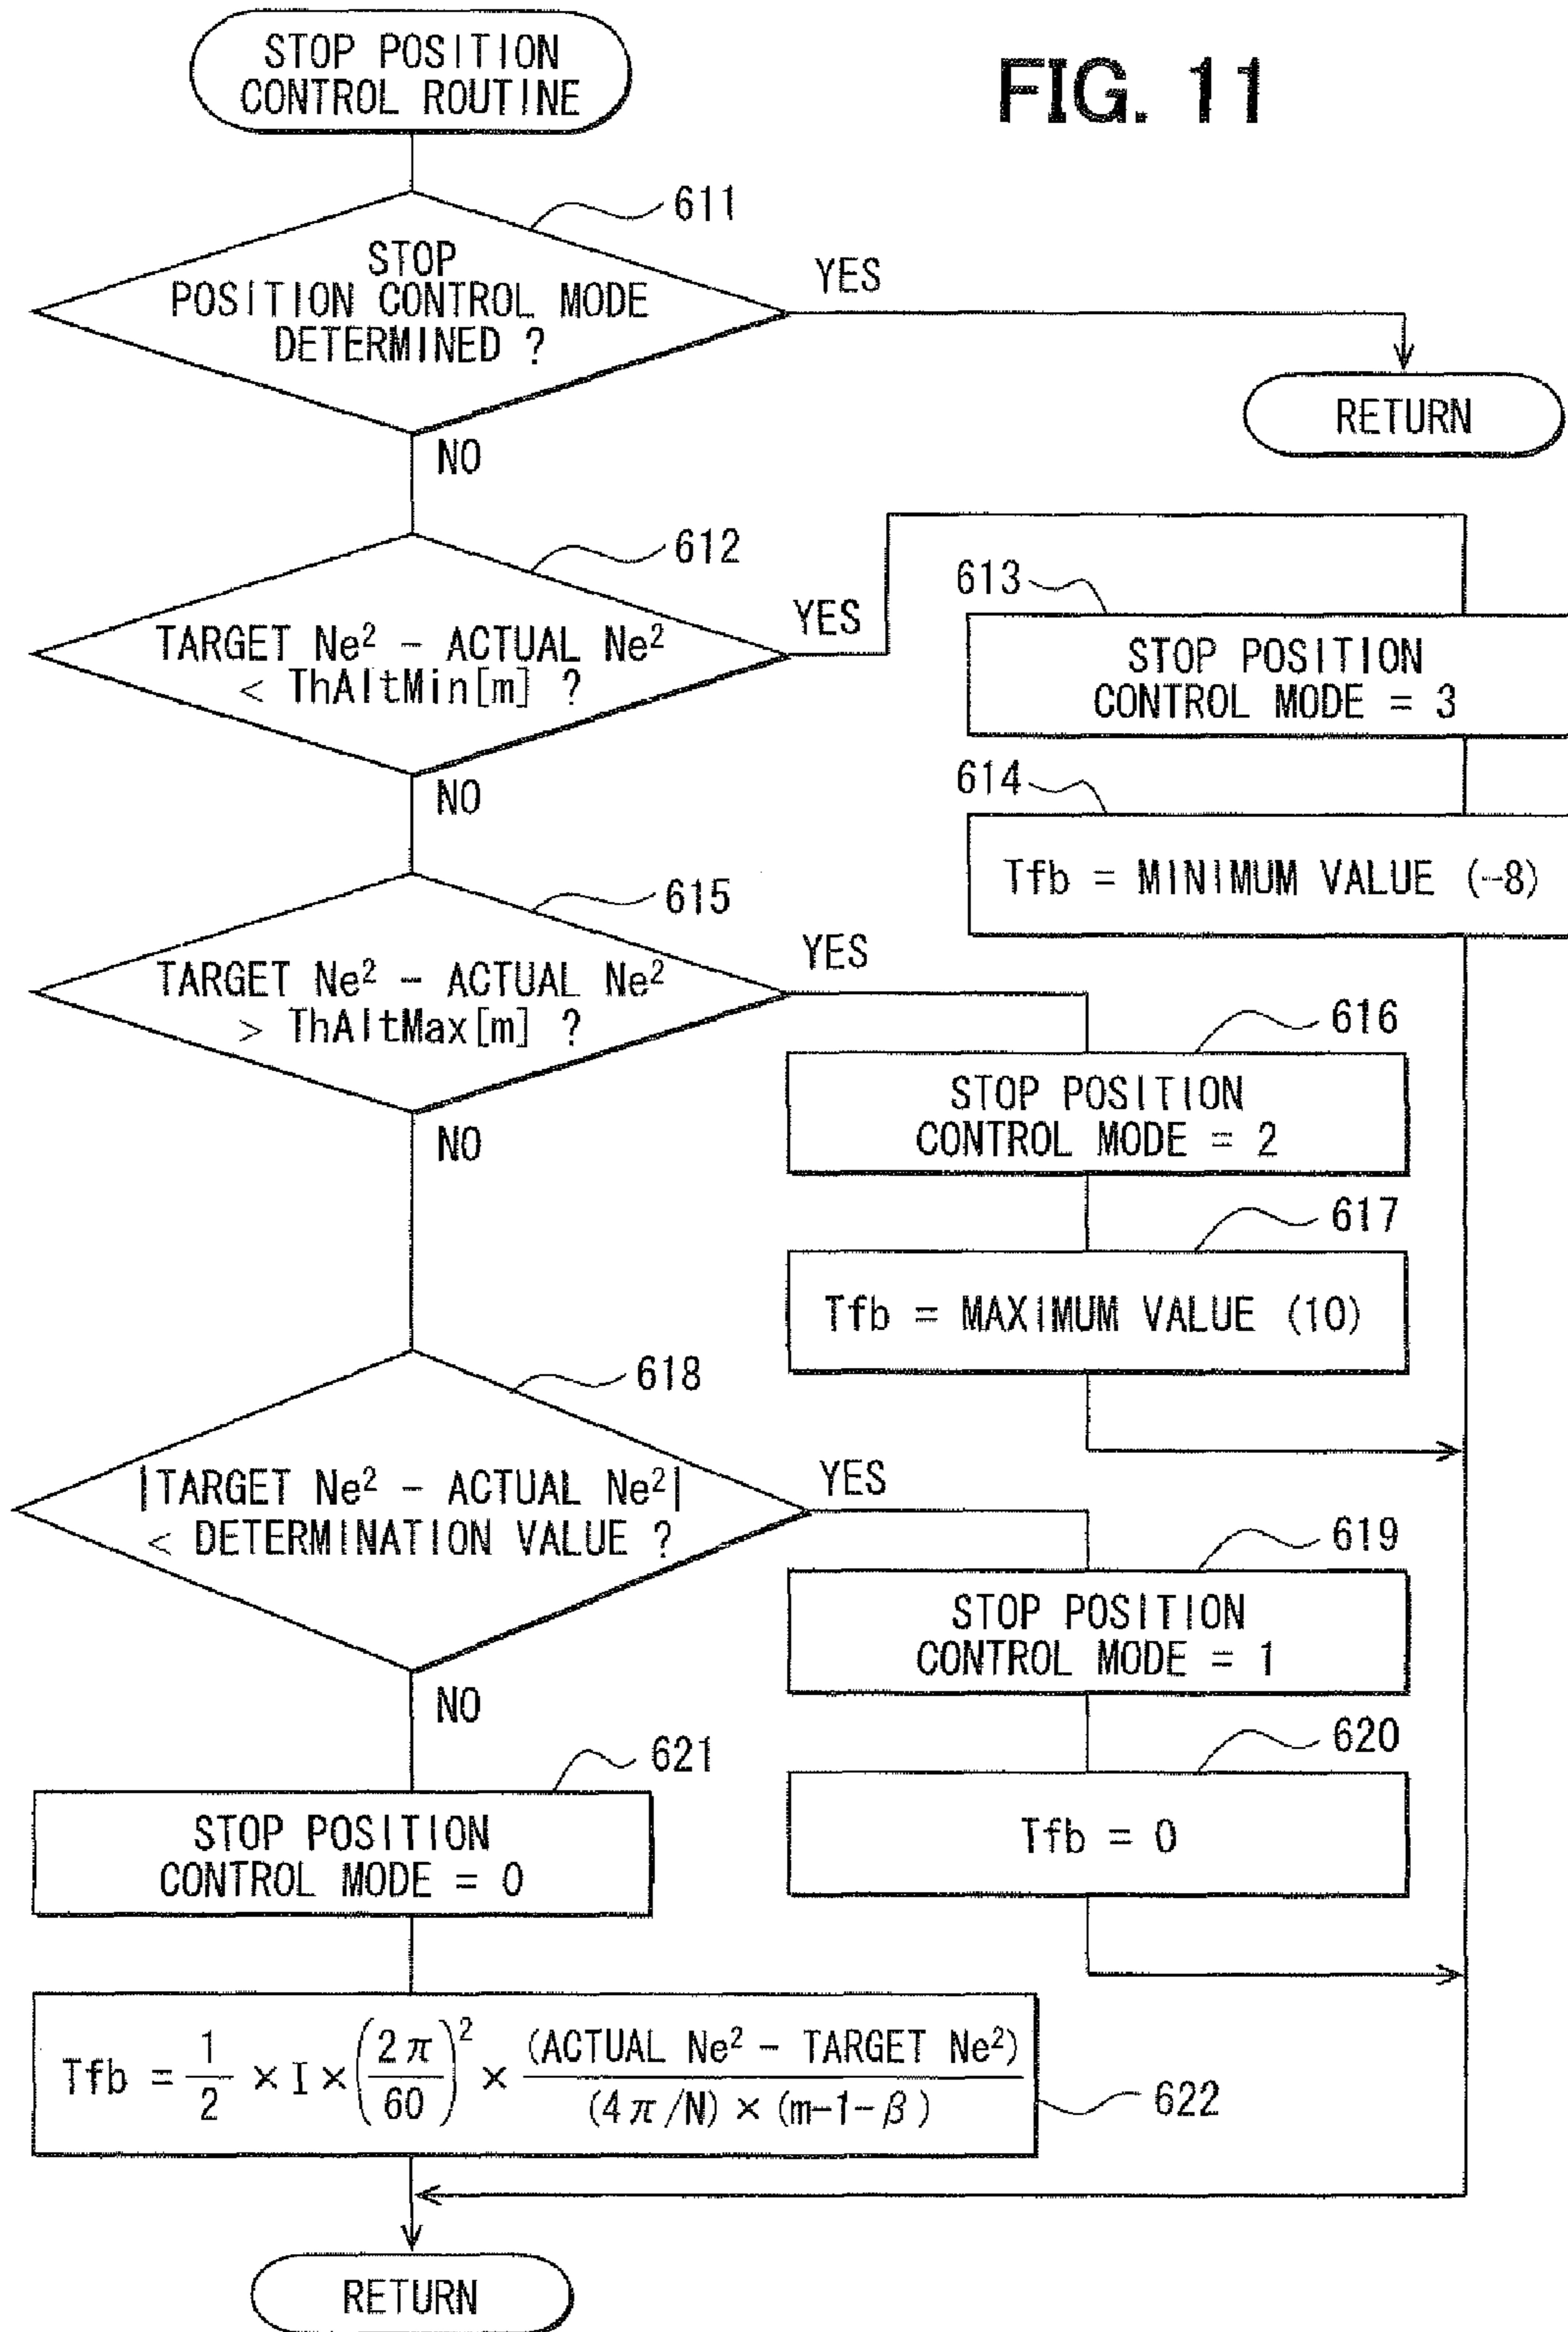 FIG. 11
STOP POSITION
CONTROL ROUTINE
611
STOP
POSITION CONTROL MODE
DETERMINED ?
YES
RETURN
NO
612
TARGET Ne² - ACTUAL Ne²
< ThAltMin[m] ?
YES
613
STOP POSITION
CONTROL MODE = 3
NO
614
Tfb = MINIMUM VALUE (-8)
615
TARGET Ne² - ACTUAL Ne²
> ThAltMax[m] ?
YES
616
STOP POSITION
CONTROL MODE = 2
NO
617
Tfb = MAXIMUM VALUE (10)
618
|TARGET Ne² - ACTUAL Ne²|
< DETERMINATION VALUE ?
YES
619
STOP POSITION
CONTROL MODE = 1
NO
620
Tfb = 0
621
STOP POSITION
CONTROL MODE = 0
Tfb = 1/2 × I × (2π/60)² × (ACTUAL Ne² - TARGET Ne²)/(4π/N) × (m-1-β)
622
RETURN